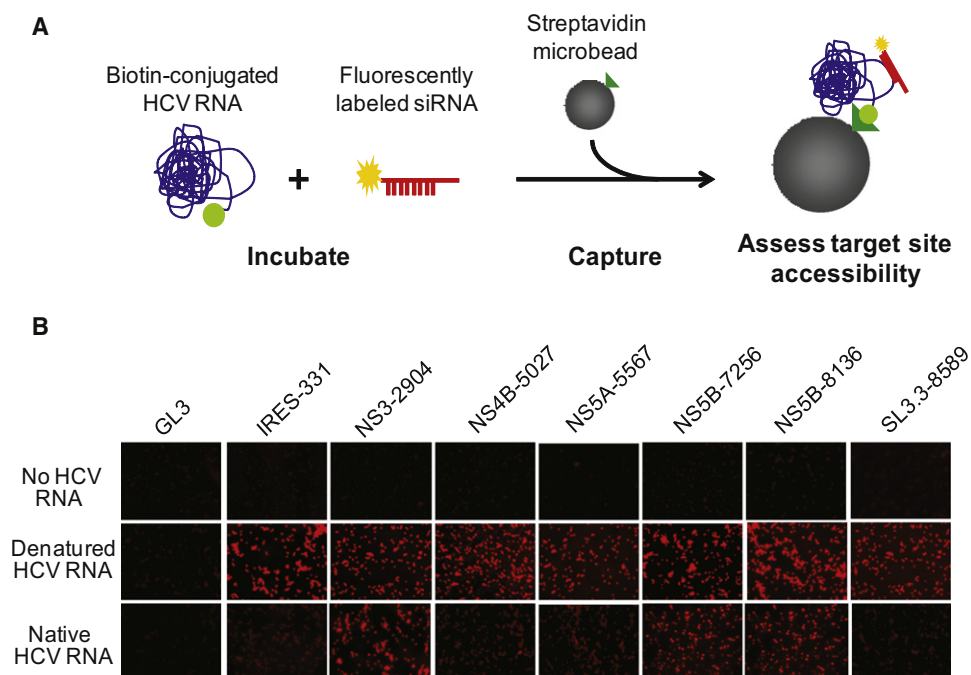 A
Biotin-conjugated
HCV RNA
Fluorescently
labeled siRNA
Streptavidin
microbead
+
Incubate
Capture
Assess target site
accessibility
B
GL3
IRES-331
NS3-2904
NS4B-5027
NS5A-5567
NS5B-7256
NS5B-8136
SL3.3-8589
No HCV
RNA
Denatured
HCV RNA
Native
HCV RNA